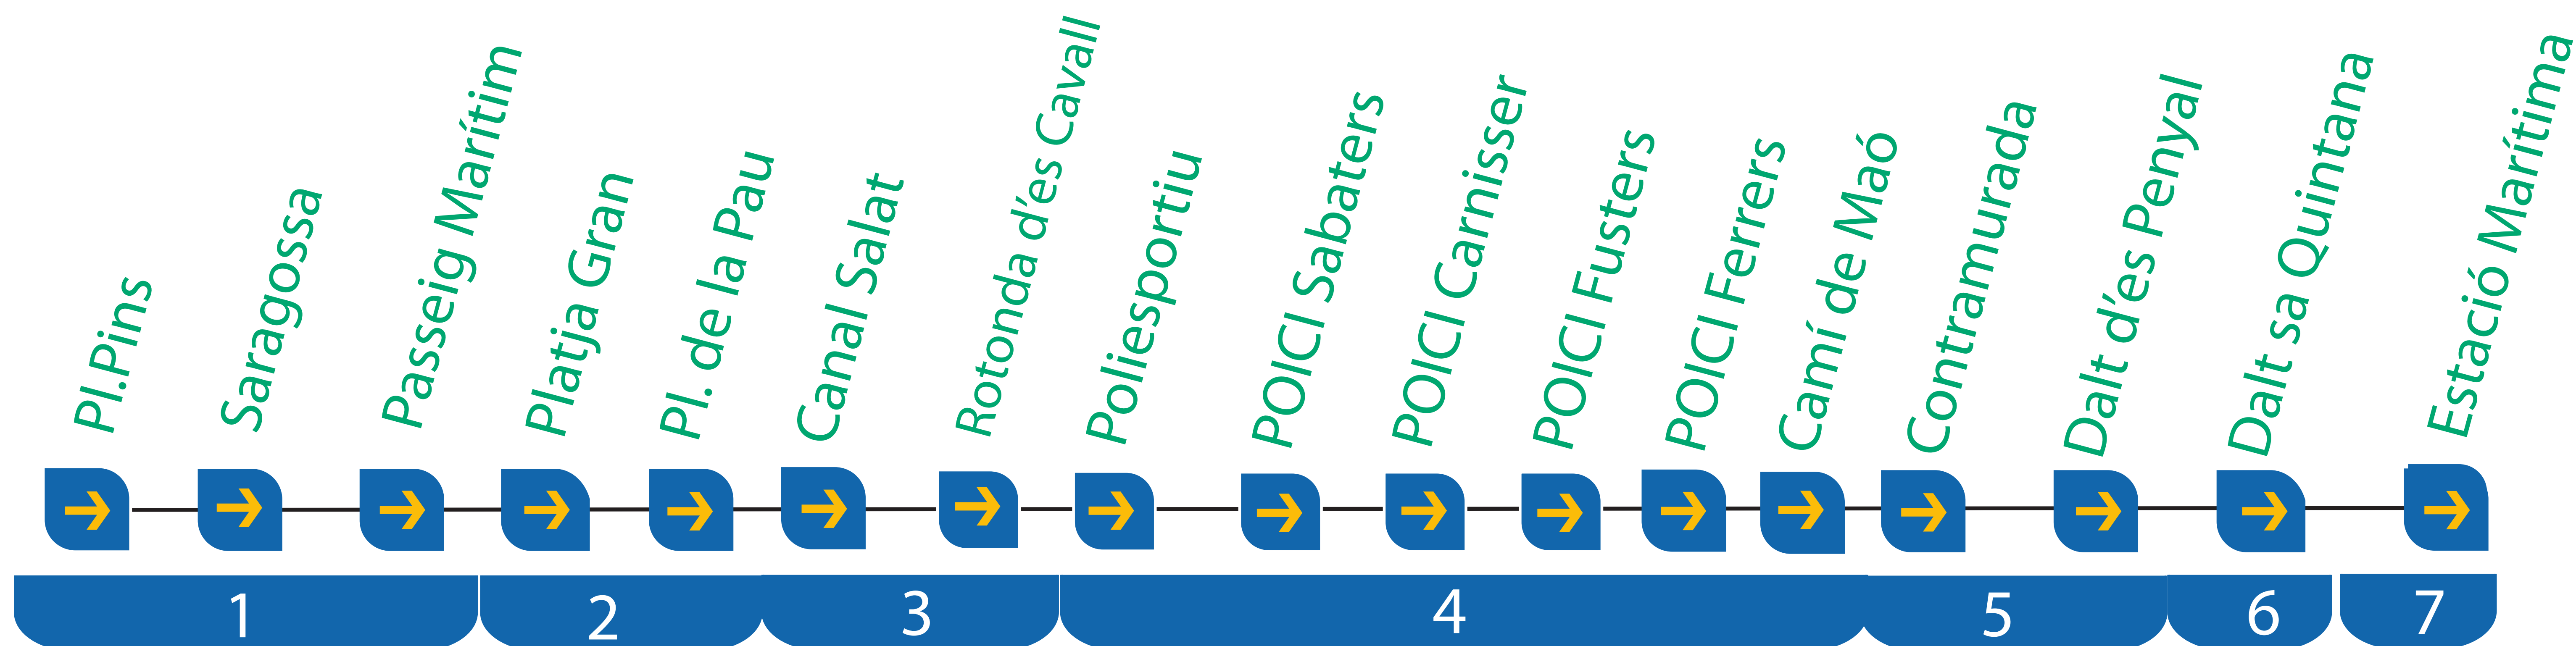 Pl.Pins
Saragossa
Passeig Marítim
Platja Gran
Pl. de la Pau
Canal Salat
Rotonda d'es Cavall
Poliesportiu
POICI Sabaters
POICI Carnisser
POICI Fusters
POICI Ferrers
Camí de Maó
Contramurada
Dalt d'es Penyal
Dalt sa Quintana
Estació Marítima
1
2
3
4
5
6
7